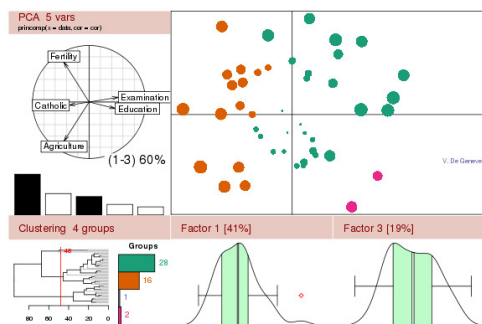 PCA 5 vars
princomp(x = data, cor = cor)
Fertility
Catholic
Examination
Education
Agriculture
(1-3) 60%
V. De Geneve
Clustering 4 groups
Factor 1 [41%]
Factor 3 [19%]
48
Groups
28
16
1
2
80 60 40 20 0